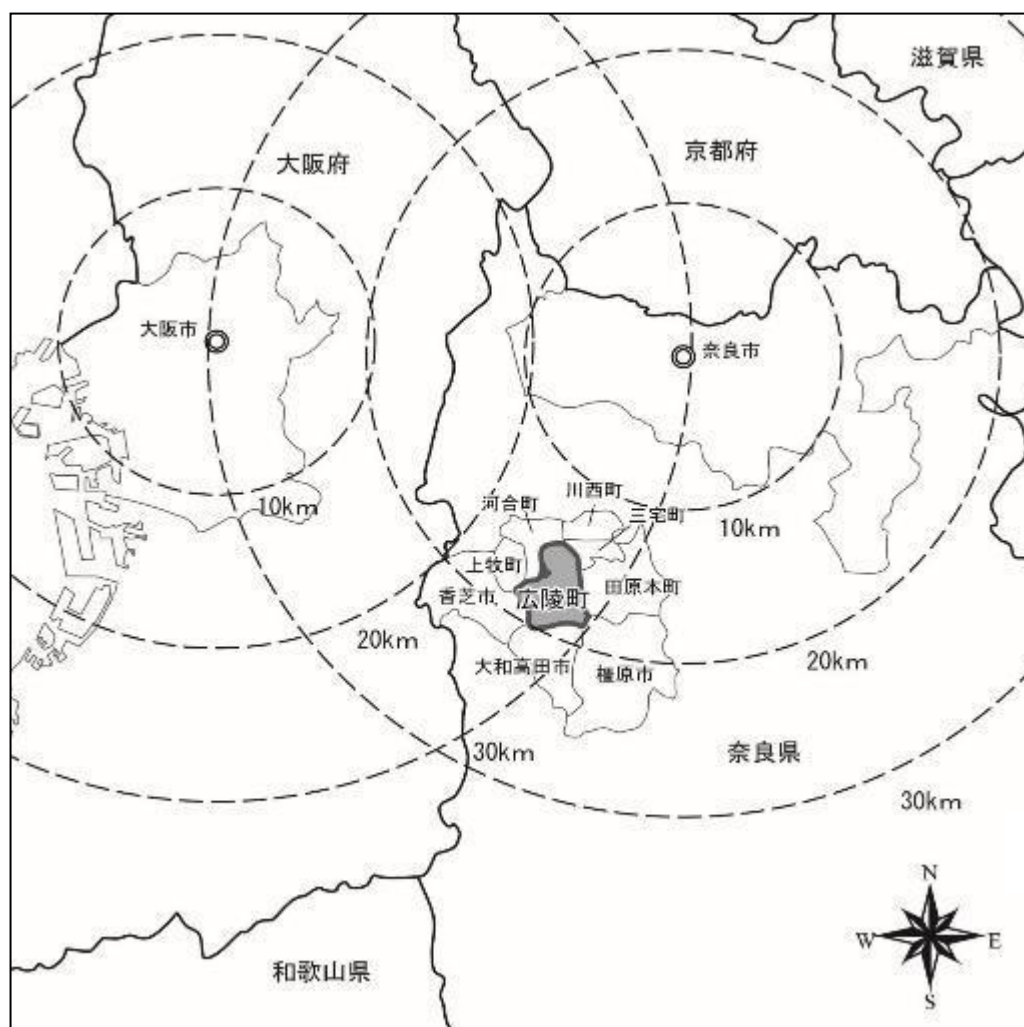 滋賀県
大阪府
京都府
大阪市
奈良市
10km
河合町
川西町
三宅町
10km
上牧町
香芝市
広陵町
田原本町
20km
大和高田市
橿原市
20km
30km
奈良県
30km
N
W
E
S
和歌山県